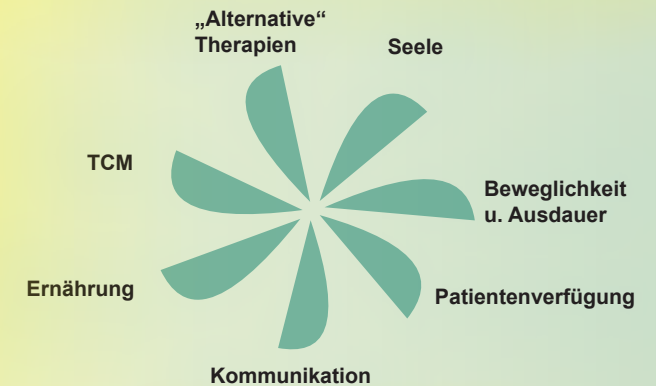 „Alternative“
Therapien
Seele
TCM
Beweglichkeit
u. Ausdauer
Ernährung
Patientenverfügung
Kommunikation